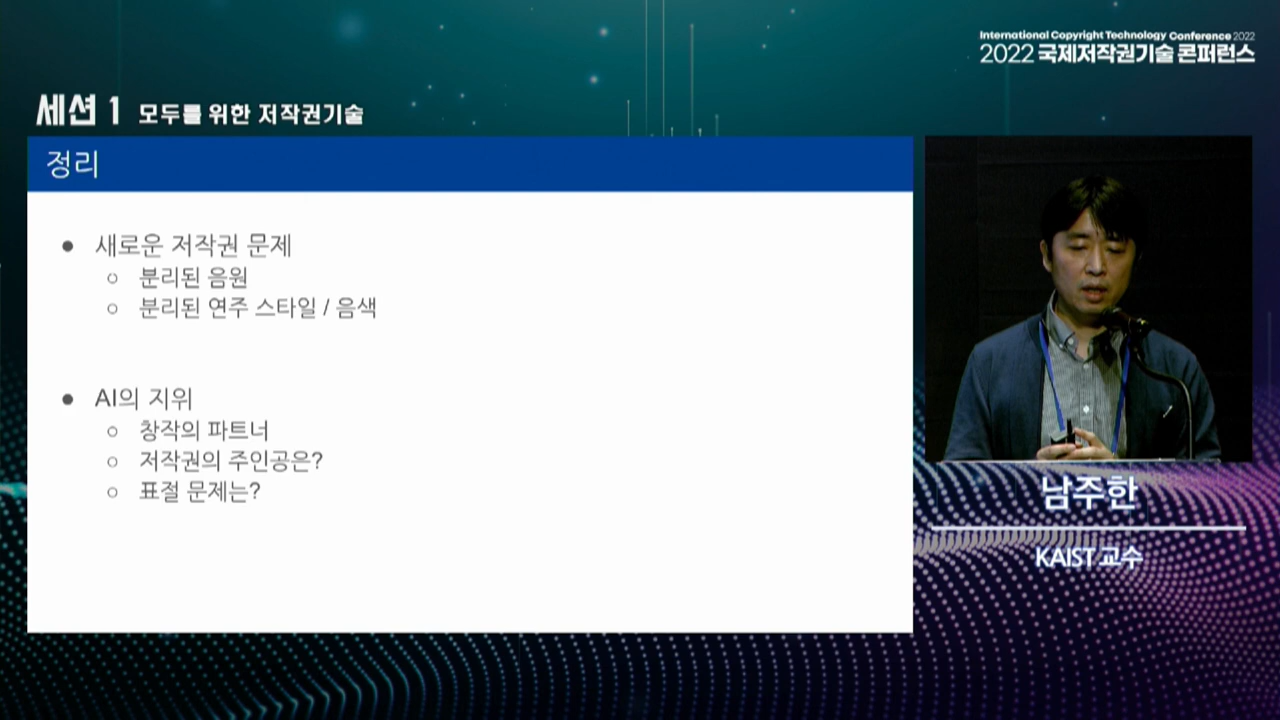 International Copyright Technology Conference 2022
2022 국제저작권기술 콘퍼런스
세션 1 모두를 위한 저작권기술
정리
● 새로운 저작권 문제
○ 분리된 음원
○ 분리된 연주 스타일 / 음색
● AI의 지위
○ 창작의 파트너
○ 저작권의 주인공은?
○ 표절 문제는?
남주한
KAIST 교수